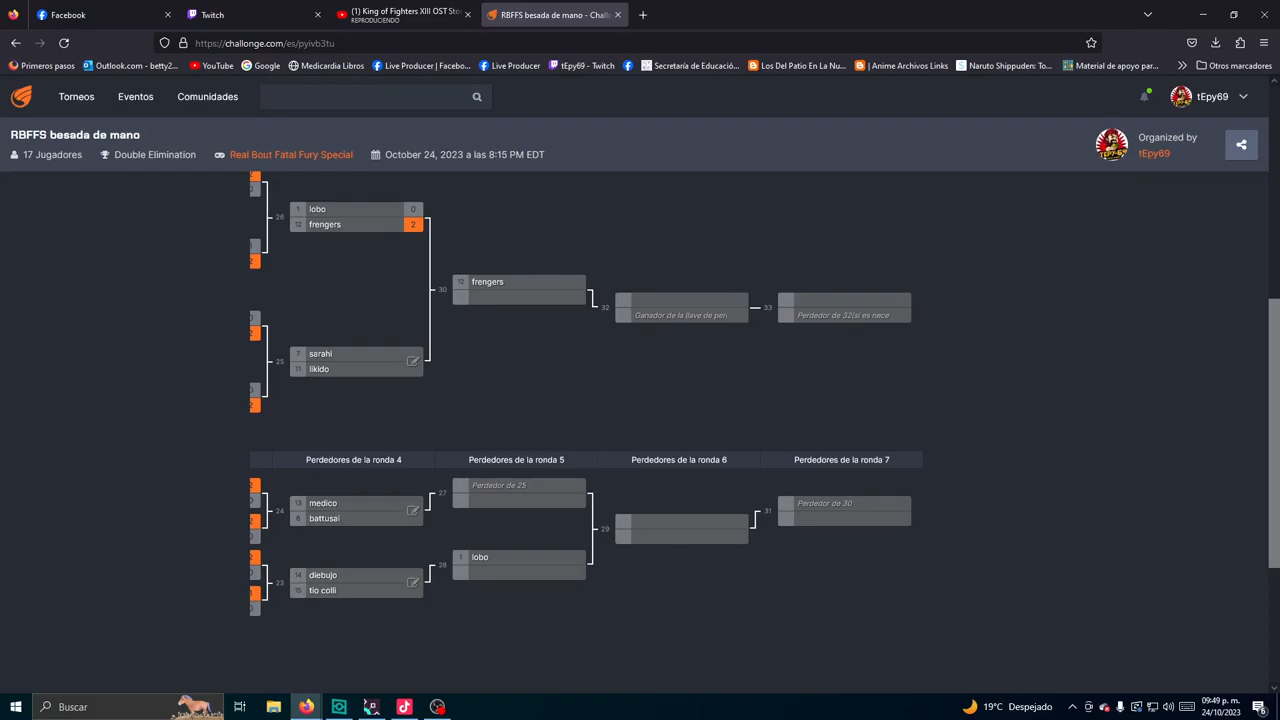 Facebook
Twitch
(1) King of Fighters XIII OST Stor
REPRODUCIENDO
RBFFS besada de mano - Challo
https://challonge.com/es/pyivb3tu
Primeros pasos
Outlook.com - betty2...
YouTube
Google
Medicardia Libros
Live Producer | Faceb...
Live Producer
tEpy69 - Twitch
Secretaría de Educació...
Los Del Patio En La Nu...
| Anime Archivos Links
Naruto Shippuden: To...
Material de apoyo par...
Otros marcadores
Torneos
Eventos
Comunidades
tEpy69
RBFFS besada de mano
17 Jugadores
Double Elimination
Real Bout Fatal Fury Special
October 24, 2023 a las 8:15 PM EDT
Organized by
tEpy69
26
1 lobo 0
12 frengers 2
30
12 frengers
32
Ganador de la llave de per
33
Perdedor de 32(si es nece
25
7 sarahi
11 likido
Perdedores de la ronda 4
Perdedores de la ronda 5
Perdedores de la ronda 6
Perdedores de la ronda 7
24
13 medico
battusai
27
Perdedor de 25
29
31
Perdedor de 30
23
14 diebujo
15 tio colli
28
1 lobo
Buscar
19°C Despejado
09:49 p. m.
24/10/2023
6